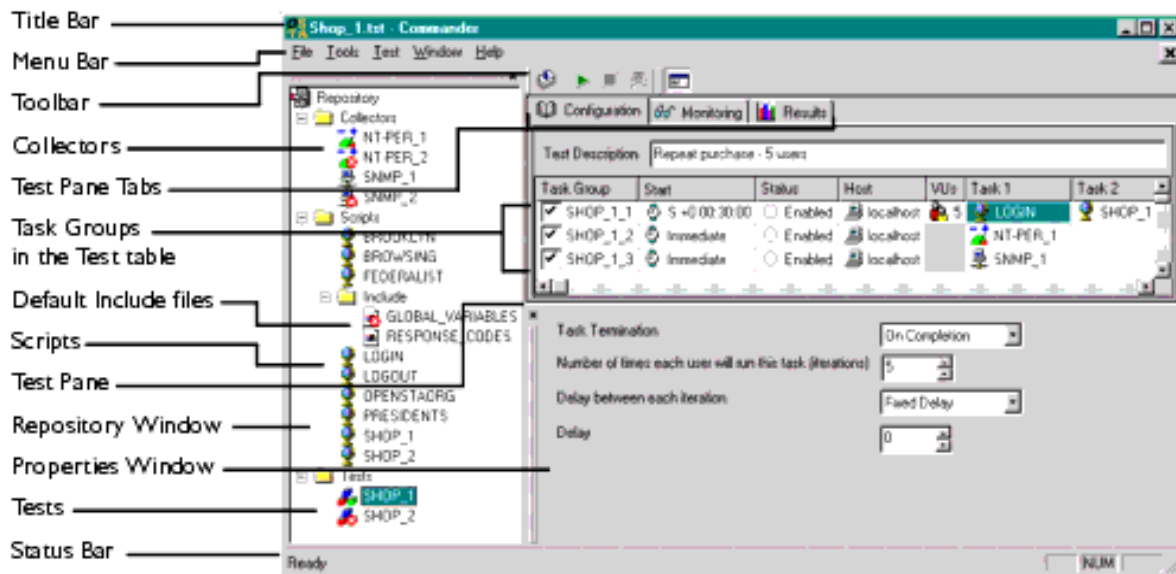 Title Bar
Menu Bar
Toolbar
Collectors
Test Pane Tabs
Task Groups
in the Test table
Default Include files
Scripts
Test Pane
Repository Window
Properties Window
Tests
Status Bar
Shop_1.tst - Commander
File Tools Test Window Help
Repository
Collectors
NT-PER_1
NT-PER_2
SNMP_1
SNMP_2
Scripts
BROOKLYN
BROWSING
FEDERALIST
Include
GLOBAL_VARIABLES
RESPONSE_CODES
LOGIN
LOGOUT
OPENSTAORG
PRESIDENTS
SHOP_1
SHOP_2
Tests
SHOP_1
SHOP_2
Configuration Monitoring Results
Test Description Repeat purchase - 5 users
Task Group Start Status Host VUs Task 1 Task 2
SHOP_1_1 S +0 00:30:00 Enabled localhost 5 LOGIN SHOP_1
SHOP_1_2 Immediate Enabled localhost NT-PER_1
SHOP_1_3 Immediate Enabled localhost SNMP_1
Task Termination On Completion
Number of times each user will run this task (iterations) 5
Delay between each iteration Fixed Delay
Delay 0
Ready NUM